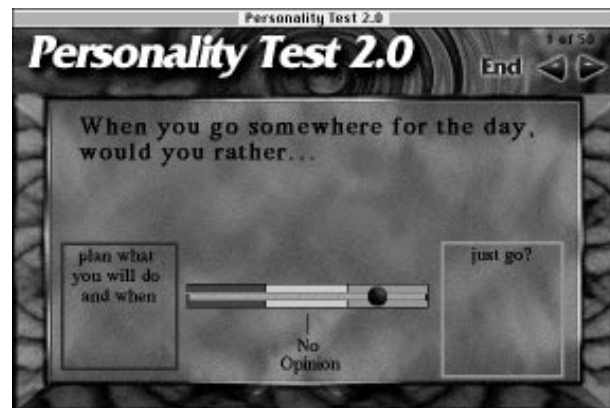 Personality Test 2.0
Personality Test 2.0
1 of 50
End
When you go somewhere for the day,
would you rather...
plan what
you will do
and when
just go?
No
Opinion